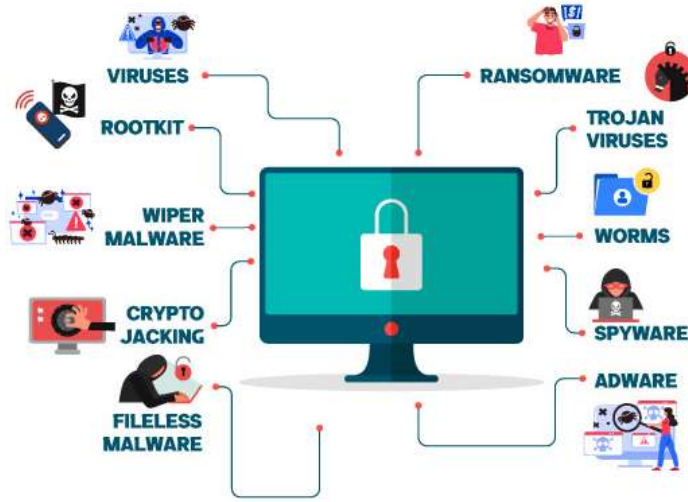 VIRUSES
RANSOMWARE
ROOTKIT
TROJAN
VIRUSES
WIPER
MALWARE
WORMS
CRYPTO
JACKING
SPYWARE
FILELESS
MALWARE
ADWARE